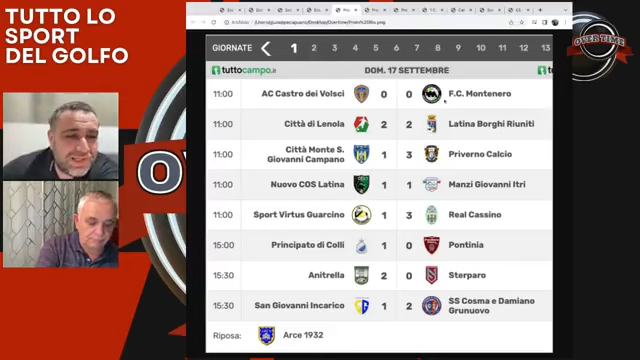 TUTTO LO
SPORT
DEL GOLFO
OVER TIME
GIORNATE 1 2 3 4 5 6 7 8 9 10 11 12 13
tuttocampo.it DOM. 17 SETTEMBRE tutto
11:00 AC Castro dei Volsci 0 0 F.C. Montenero
11:00 Città di Lenola 2 2 Latina Borghi Riuniti
11:00 Città Monte S. Giovanni Campano 1 3 Priverno Calcio
11:00 Nuovo COS Latina 1 1 Manzi Giovanni Itri
11:00 Sport Virtus Guarcino 1 3 Real Cassino
15:00 Principato di Colli 1 0 Pontinia
15:30 Anitrella 2 0 Sterparo
15:30 San Giovanni Incarico 1 2 SS Cosma e Damiano Grunuovo
Riposa: Arce 1932